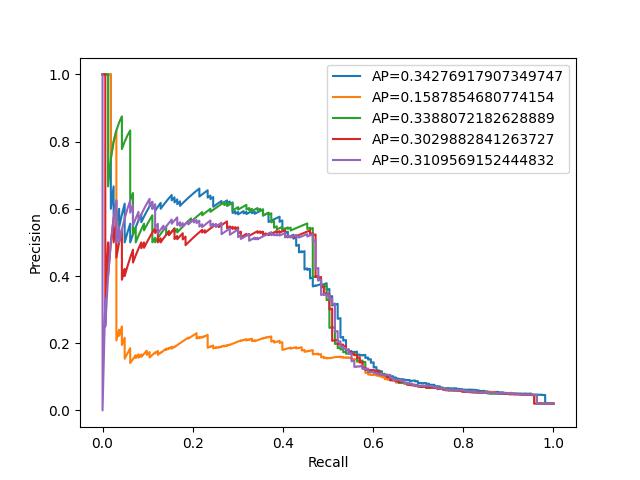 AP=0.34276917907349747
AP=0.1587854680774154
AP=0.3388072182628889
AP=0.3029882841263727
AP=0.3109569152444832
1.0
0.8
0.6
0.4
0.2
0.0
Precision
0.0 0.2 0.4 0.6 0.8 1.0
Recall